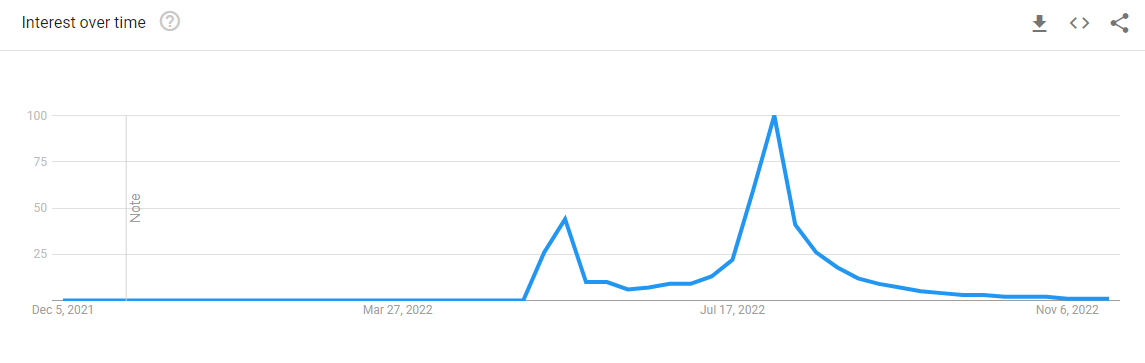 Interest over time ?
100
75
50
25
Note
Dec 5, 2021
Mar 27, 2022
Jul 17, 2022
Nov 6, 2022